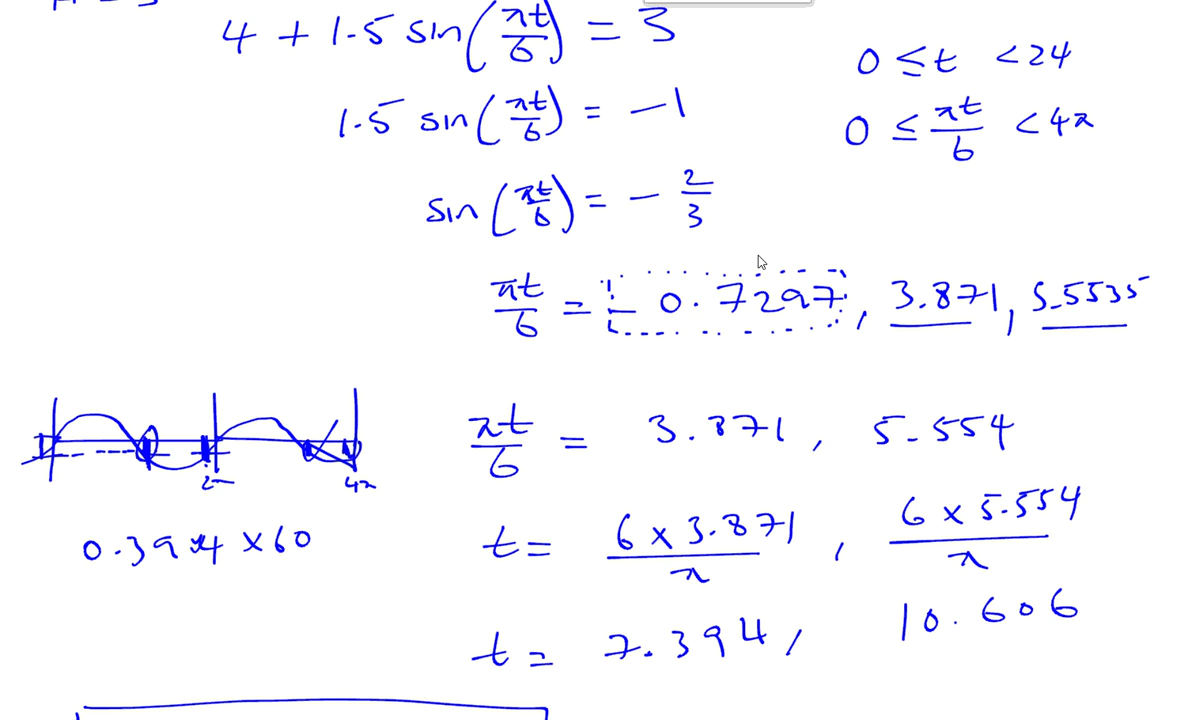 4 + 1.5 sin(πt/6) = 3
0 ≤ t < 24
1.5 sin(πt/6) = -1
0 ≤ πt/6 < 4π
sin(πt/6) = - 2/3
πt/6 = - 0.7297, 3.871, 5.5535
πt/6 = 3.871, 5.554
2π 4π
0.394 × 60
t = 6 × 3.871/π, 6 × 5.554/π
t = 7.394, 10.606